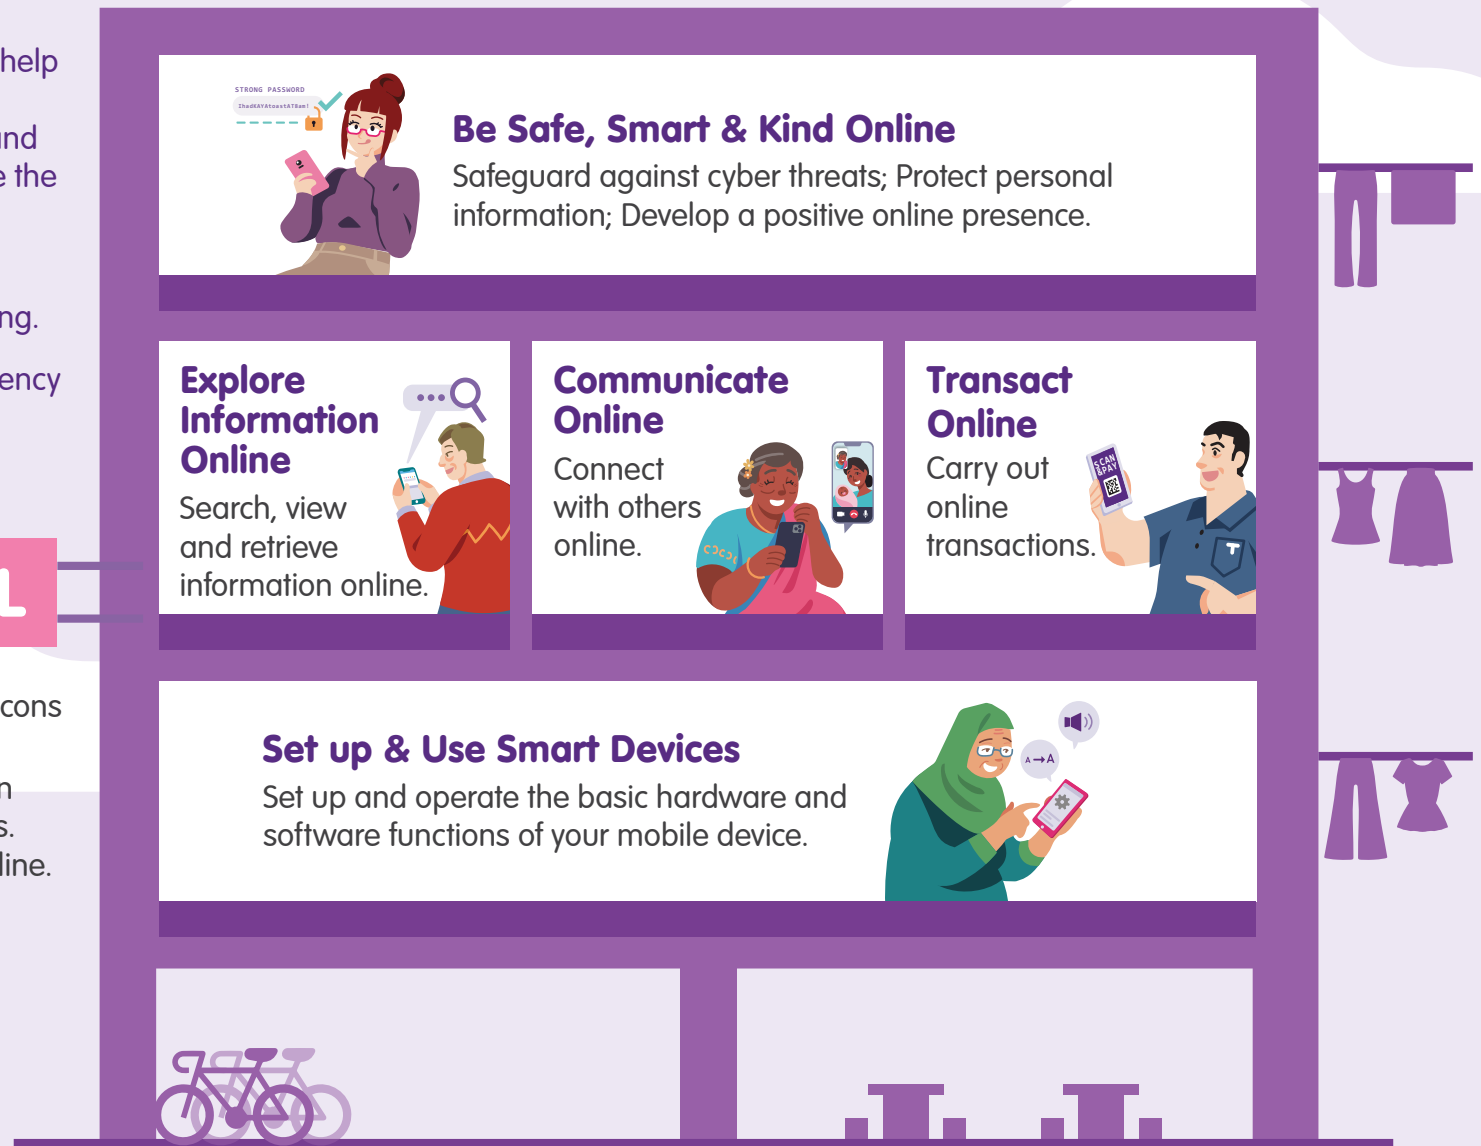 help
and
e the
ng.
ency
L
cons
n
s.
line.
STRONG PASSWORD
IhadKAYAtoastAT8am!
Be Safe, Smart & Kind Online
Safeguard against cyber threats; Protect personal
information; Develop a positive online presence.
Explore
Information
Online
Search, view
and retrieve
information online.
Communicate
Online
Connect
with others
online.
Transact
Online
Carry out
online
transactions.
SCAN
&PAY
T
Set up & Use Smart Devices
Set up and operate the basic hardware and
software functions of your mobile device.
A→A